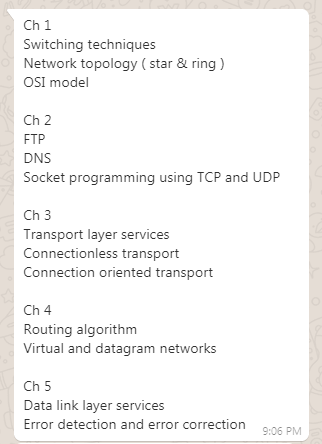 Ch 1
Switching techniques
Network topology ( star & ring )
OSI model
Ch 2
FTP
DNS
Socket programming using TCP and UDP
Ch 3
Transport layer services
Connectionless transport
Connection oriented transport
Ch 4
Routing algorithm
Virtual and datagram networks
Ch 5
Data link layer services
Error detection and error correction
9:06 PM